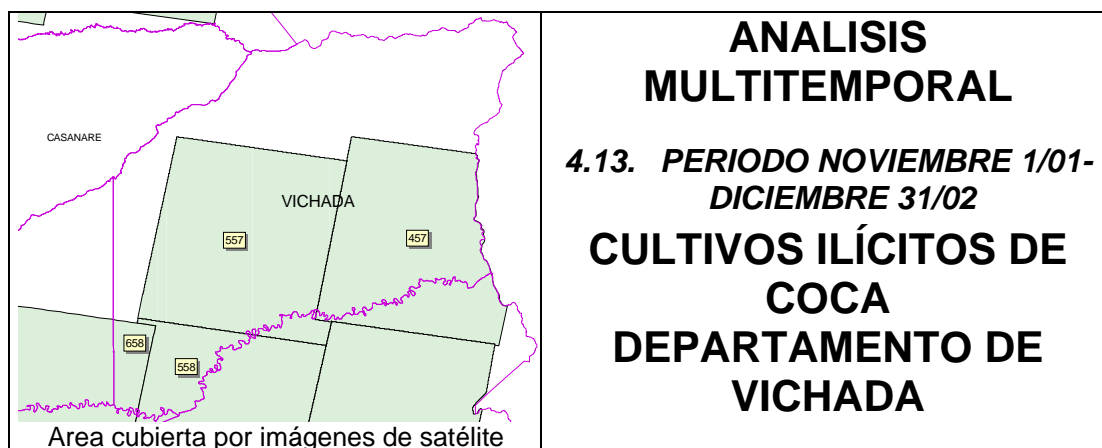 CASANARE
VICHADA
557
457
658
558
Area cubierta por imágenes de satélite
ANALISIS
MULTITEMPORAL
4.13. PERIODO NOVIEMBRE 1/01-
DICIEMBRE 31/02
CULTIVOS ILÍCITOS DE
COCA
DEPARTAMENTO DE
VICHADA